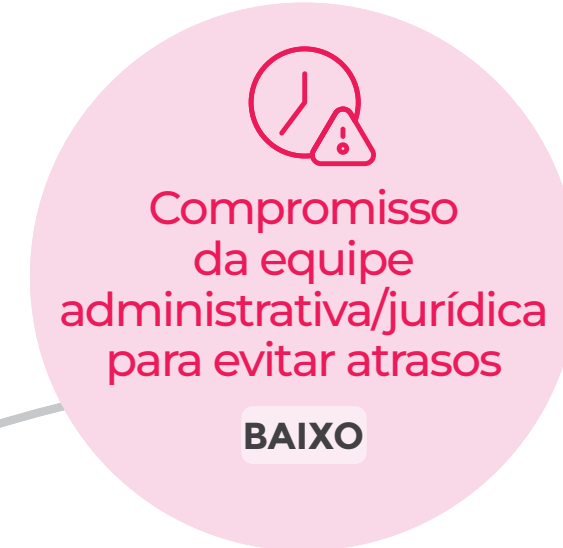 Compromisso
da equipe
administrativa/jurídica
para evitar atrasos
BAIXO